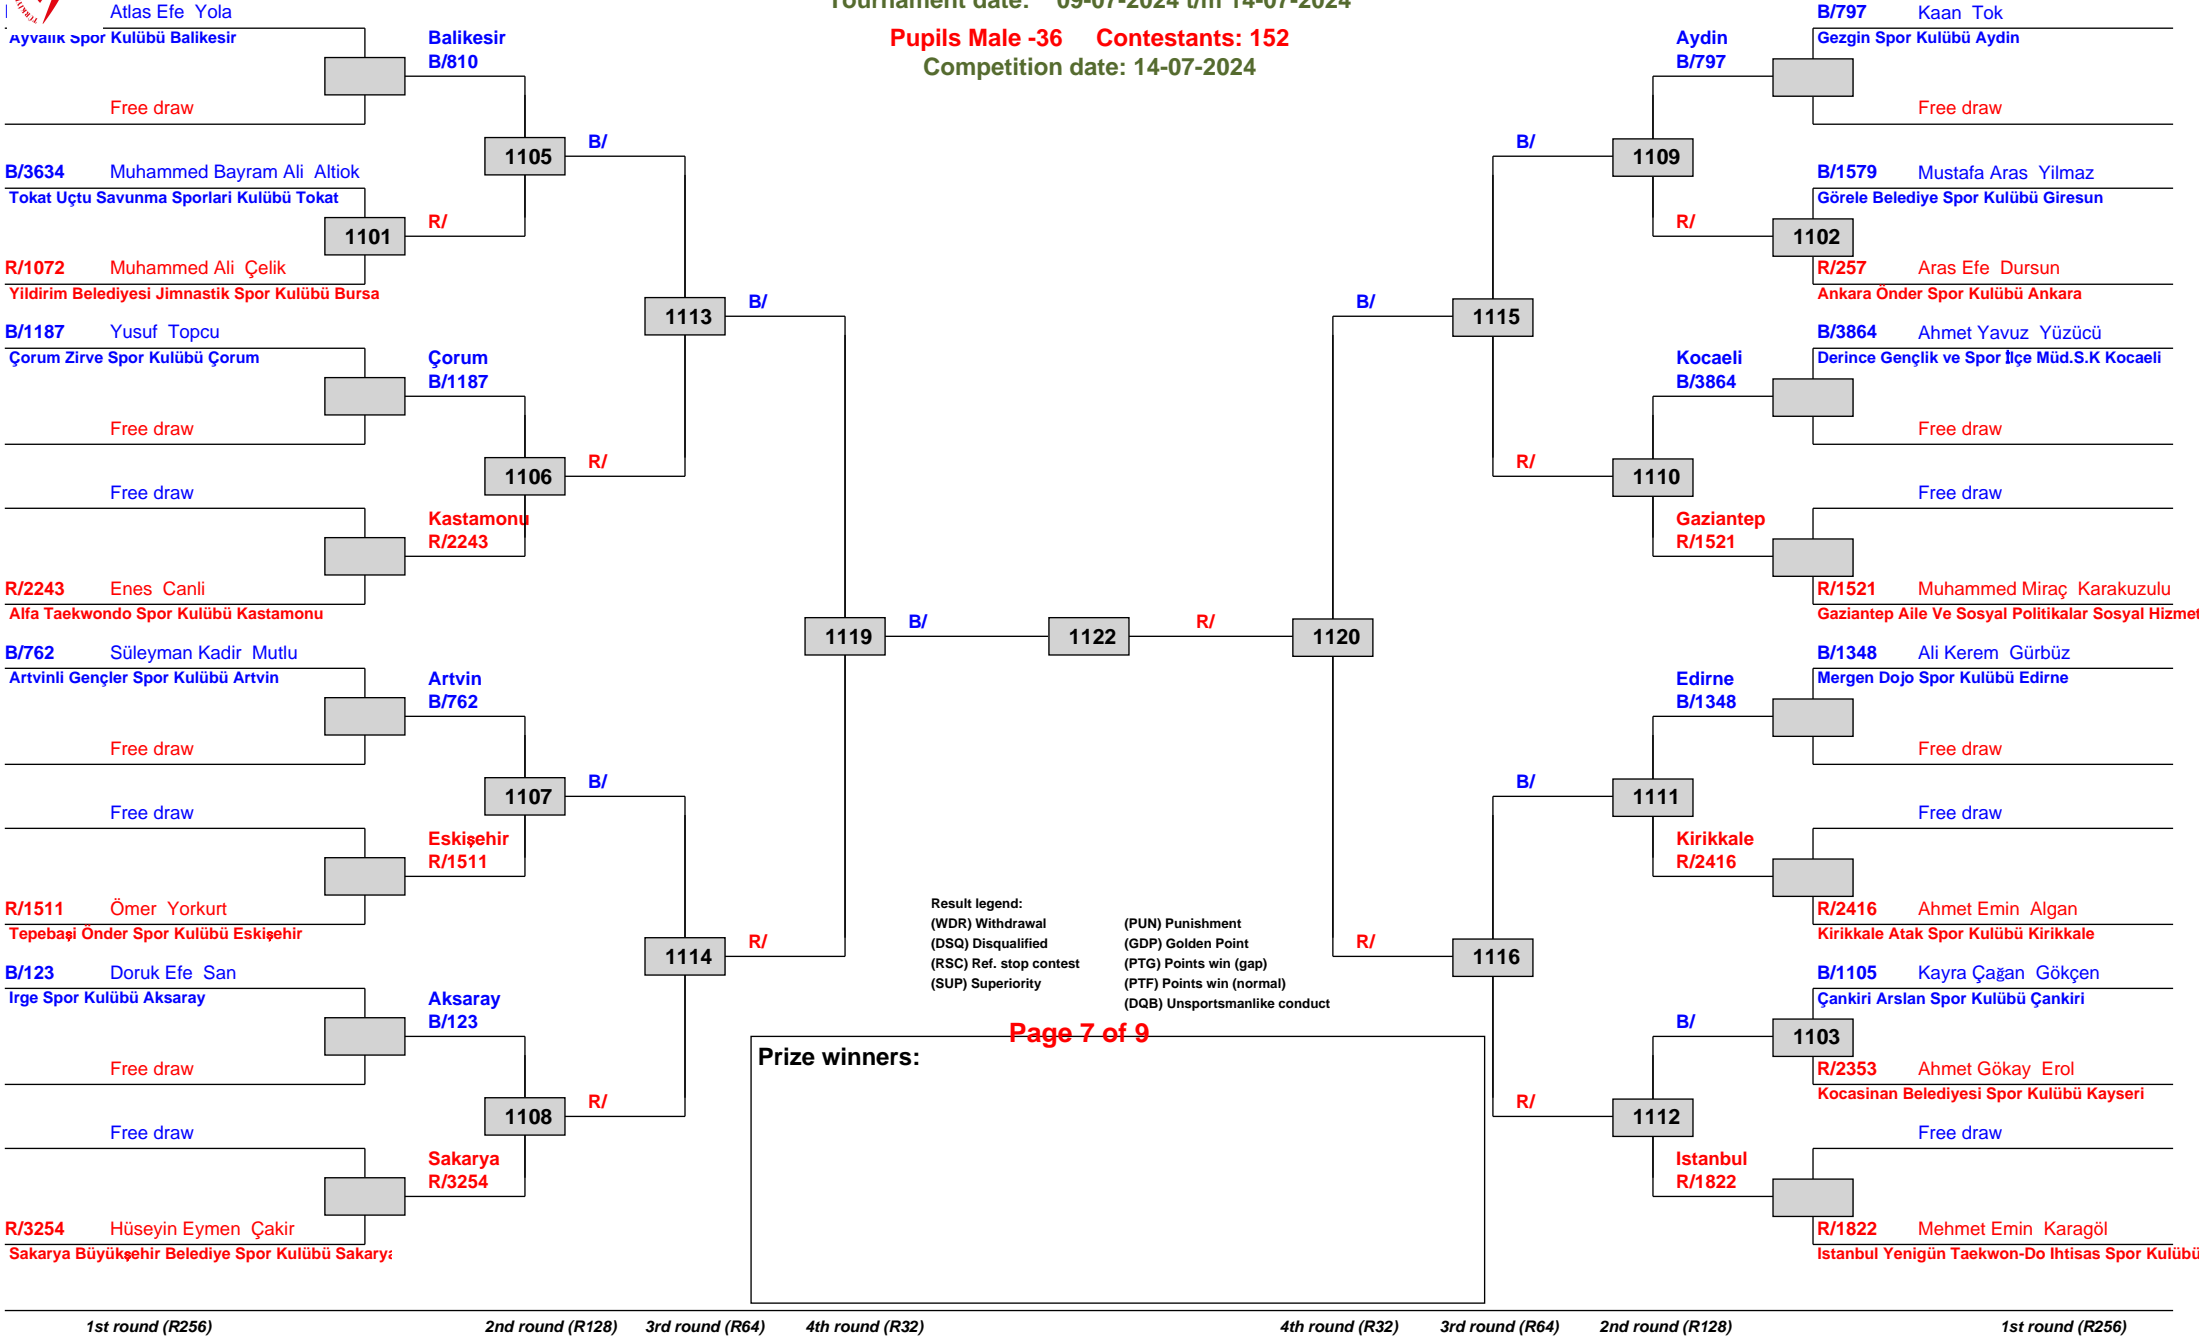 Tournament date: 09-07-2024 t/m 14-07-2024
Pupils Male -36 Contestants: 152
Competition date: 14-07-2024
Atlas Efe Yola
Ayvalik Spor Kulübü Balikesir
Free draw
B/3634 Muhammed Bayram Ali Altiok
Tokat Uçtu Savunma Sporlari Kulübü Tokat
R/1072 Muhammed Ali Çelik
Yildirim Belediyesi Jimnastik Spor Kulübü Bursa
B/1187 Yusuf Topcu
Çorum Zirve Spor Kulübü Çorum
Free draw
Free draw
R/2243 Enes Canli
Alfa Taekwondo Spor Kulübü Kastamonu
B/762 Süleyman Kadir Mutlu
Artvinli Gençler Spor Kulübü Artvin
Free draw
Free draw
R/1511 Ömer Yorkurt
Tepebaşi Önder Spor Kulübü Eskişehir
B/123 Doruk Efe San
Irge Spor Kulübü Aksaray
Free draw
Free draw
R/3254 Hüseyin Eymen Çakir
Sakarya Büyükşehir Belediye Spor Kulübü Sakarya
1101
Balikesir
B/810
R/
Çorum
B/1187
Kastamonu
R/2243
Artvin
B/762
Eskişehir
R/1511
Aksaray
B/123
Sakarya
R/3254
1105
1106
1107
1108
B/
R/
B/
R/
1113
1114
B/
R/
1119
B/
1122
R/
1120
B/
R/
1115
1116
B/
R/
B/
R/
1109
1110
1111
1112
Aydin
B/797
R/
Kocaeli
B/3864
Gaziantep
R/1521
Edirne
B/1348
Kirikkale
R/2416
B/
Istanbul
R/1822
1102
1103
B/797 Kaan Tok
Gezgin Spor Kulübü Aydin
Free draw
B/1579 Mustafa Aras Yilmaz
Görele Belediye Spor Kulübü Giresun
R/257 Aras Efe Dursun
Ankara Önder Spor Kulübü Ankara
B/3864 Ahmet Yavuz Yüzücü
Derince Gençlik ve Spor İlçe Müd.S.K Kocaeli
Free draw
Free draw
R/1521 Muhammed Miraç Karakuzulu
Gaziantep Aile Ve Sosyal Politikalar Sosyal Hizmet
B/1348 Ali Kerem Gürbüz
Mergen Dojo Spor Kulübü Edirne
Free draw
Free draw
R/2416 Ahmet Emin Algan
Kirikkale Atak Spor Kulübü Kirikkale
B/1105 Kayra Çağan Gökçen
Çankiri Arslan Spor Kulübü Çankiri
R/2353 Ahmet Gökay Erol
Kocasinan Belediyesi Spor Kulübü Kayseri
Free draw
R/1822 Mehmet Emin Karagöl
Istanbul Yenigün Taekwon-Do Ihtisas Spor Kulübü
Result legend:
(WDR) Withdrawal (PUN) Punishment
(DSQ) Disqualified (GDP) Golden Point
(RSC) Ref. stop contest (PTG) Points win (gap)
(SUP) Superiority (PTF) Points win (normal)
(DQB) Unsportsmanlike conduct
Page 7 of 9
Prize winners:
1st round (R256) 2nd round (R128) 3rd round (R64) 4th round (R32) 4th round (R32) 3rd round (R64) 2nd round (R128) 1st round (R256)